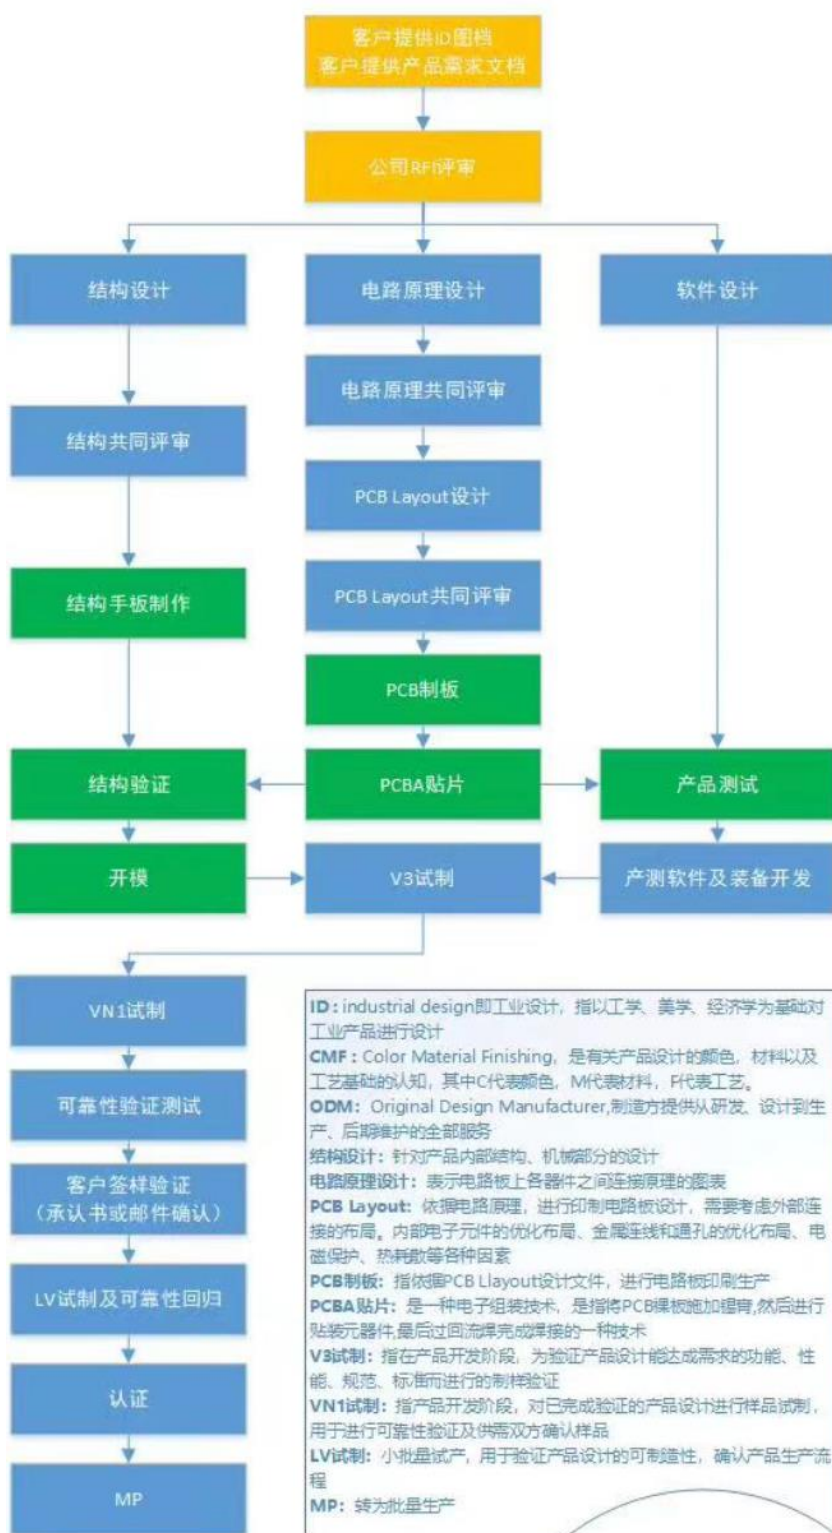 客户提供ID图档
客户提供产品需求文档
公司RFI评审
结构设计
电路原理设计
软件设计
电路原理共同评审
结构共同评审
PCB Layout设计
结构手板制作
PCB Layout共同评审
PCB制板
结构验证
PCBA贴片
产品测试
开模
V3试制
产测软件及装备开发
VN1试制
可靠性验证测试
客户签样验证
（承认书或邮件确认）
LV试制及可靠性回归
认证
MP
ID：industrial design即工业设计，指以工学、美学、经济学为基础对
工业产品进行设计
CMF：Color Material Finishing，是有关产品设计的颜色，材料以及
工艺基础的认知，其中C代表颜色，M代表材料，F代表工艺。
ODM：Original Design Manufacturer,制造方提供从研发、设计到生
产、后期维护的全部服务
结构设计：针对产品内部结构、机械部分的设计
电路原理设计：表示电路板上各器件之间连接原理的图表
PCB Layout：依据电路原理，进行印制电路板设计，需要考虑外部连
接的布局。内部电子元件的优化布局、金属连线和通孔的优化布局、电
磁保护、热耗散等各种因素
PCB制板：指依据PCB Llayout设计文件，进行电路板印刷生产
PCBA贴片：是一种电子组装技术，是指将PCB裸板施加锡膏,然后进行
贴装元器件,最后过回流焊完成焊接的一种技术
V3试制：指在产品开发阶段，为验证产品设计能达成需求的功能、性
能、规范、标准而进行的制样验证
VN1试制：指产品开发阶段，对已完成验证的产品设计进行样品试制，
用于进行可靠性验证及供需双方确认样品
LV试制：小批量试产，用于验证产品设计的可制造性，确认产品生产流
程
MP：转为批量生产